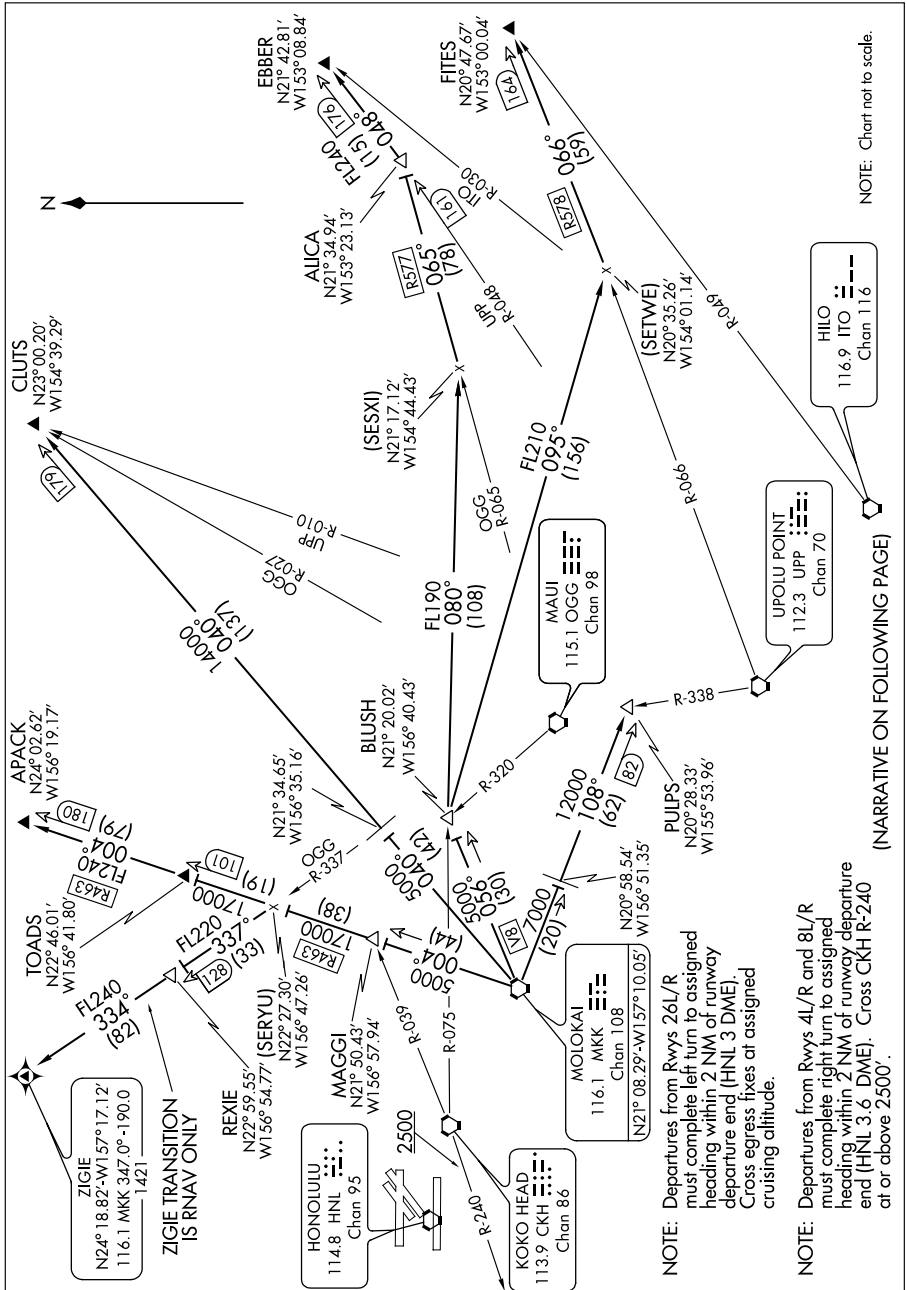 ZIGIE
N24° 18.82'-W157° 17.12'
116.1 MKK 347.0°-190.0
1421
ZIGIE TRANSITION
IS RNAV ONLY
FL240
334°
(82)
REXIE
N22° 59.55'
W156° 54.77'
128
FL220
337°
(33)
APACK
N24° 02.62'
W156° 19.17'
180
FL240
004°
(79)
R463
TOADS
N22° 46.01'
W156° 41.80'
101
17000
(19)
(SERYU)
N22° 27.30'
W156° 47.26'
OGG
R-337
17000
(38)
R463
MAGGI
N21° 50.43'
W156° 57.94'
R-039
5000
004°
(44)
R-075
CLUTS
N23° 00.20'
W154° 39.29'
179
14000
040°
(137)
OGG
R-027
UPP
R-010
N21° 34.65'
W156° 35.16'
5000
040°
(42)
BLUSH
N21° 20.02'
W156° 40.43'
5000
056°
(30)
R-320
N
EBBER
N21° 42.81'
W153° 08.84'
176
FL240
(15)
048°
ALICA
N21° 34.94'
W153° 23.13'
161
ITO
R-030
R577
065°
(78)
UPP
R-048
(SESXI)
N21° 17.12'
W154° 44.43'
OGG
R-065
FL190
080°
(108)
FL210
095°
(156)
FITES
N20° 47.67'
W153° 00.04'
164
066°
(59)
R578
(SETWE)
N20° 35.26'
W154° 01.14'
R-066
R-049
HONOLULU
114.8 HNL
Chan 95
2500
R-240
KOKO HEAD
113.9 CKH
Chan 86
MOLOKAI
116.1 MKK
Chan 108
N21° 08.29'-W157° 10.05'
V8
7000
(20)
N20° 58.54'
W156° 51.35'
12000
108°
(62)
82
PULPS
N20° 28.33'
W155° 53.96'
R-338
MAUI
115.1 OGG
Chan 98
UPOLU POINT
112.3 UPP
Chan 70
HILO
116.9 ITO
Chan 116
NOTE: Departures from Rwys 26L/R
must complete left turn to assigned
heading within 2 NM of runway
departure end (HNL 3 DME).
Cross egress fixes at assigned
cruising altitude.
NOTE: Departures from Rwys 4L/R and 8L/R
must complete right turn to assigned
heading within 2 NM of runway departure
end (HNL 3.6 DME). Cross CKH R-240
at or above 2500'.
(NARRATIVE ON FOLLOWING PAGE)
NOTE: Chart not to scale.